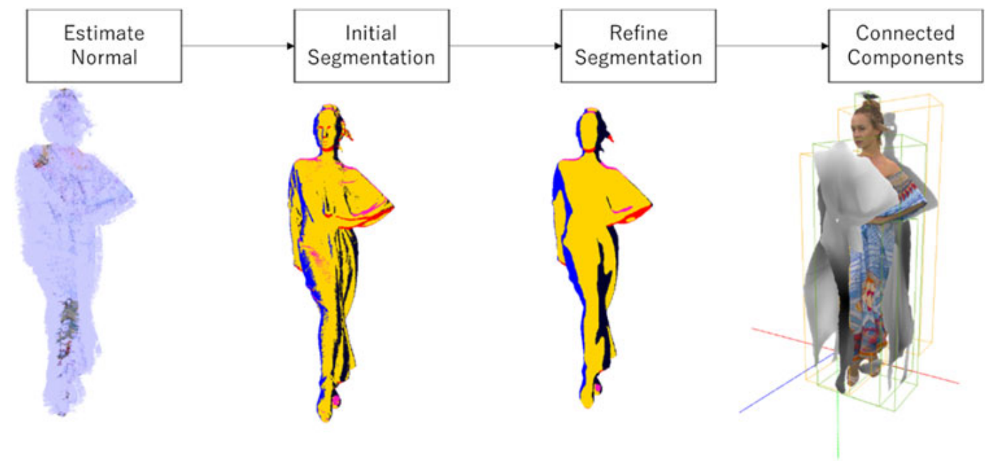 Estimate
Normal
Initial
Segmentation
Refine
Segmentation
Connected
Components